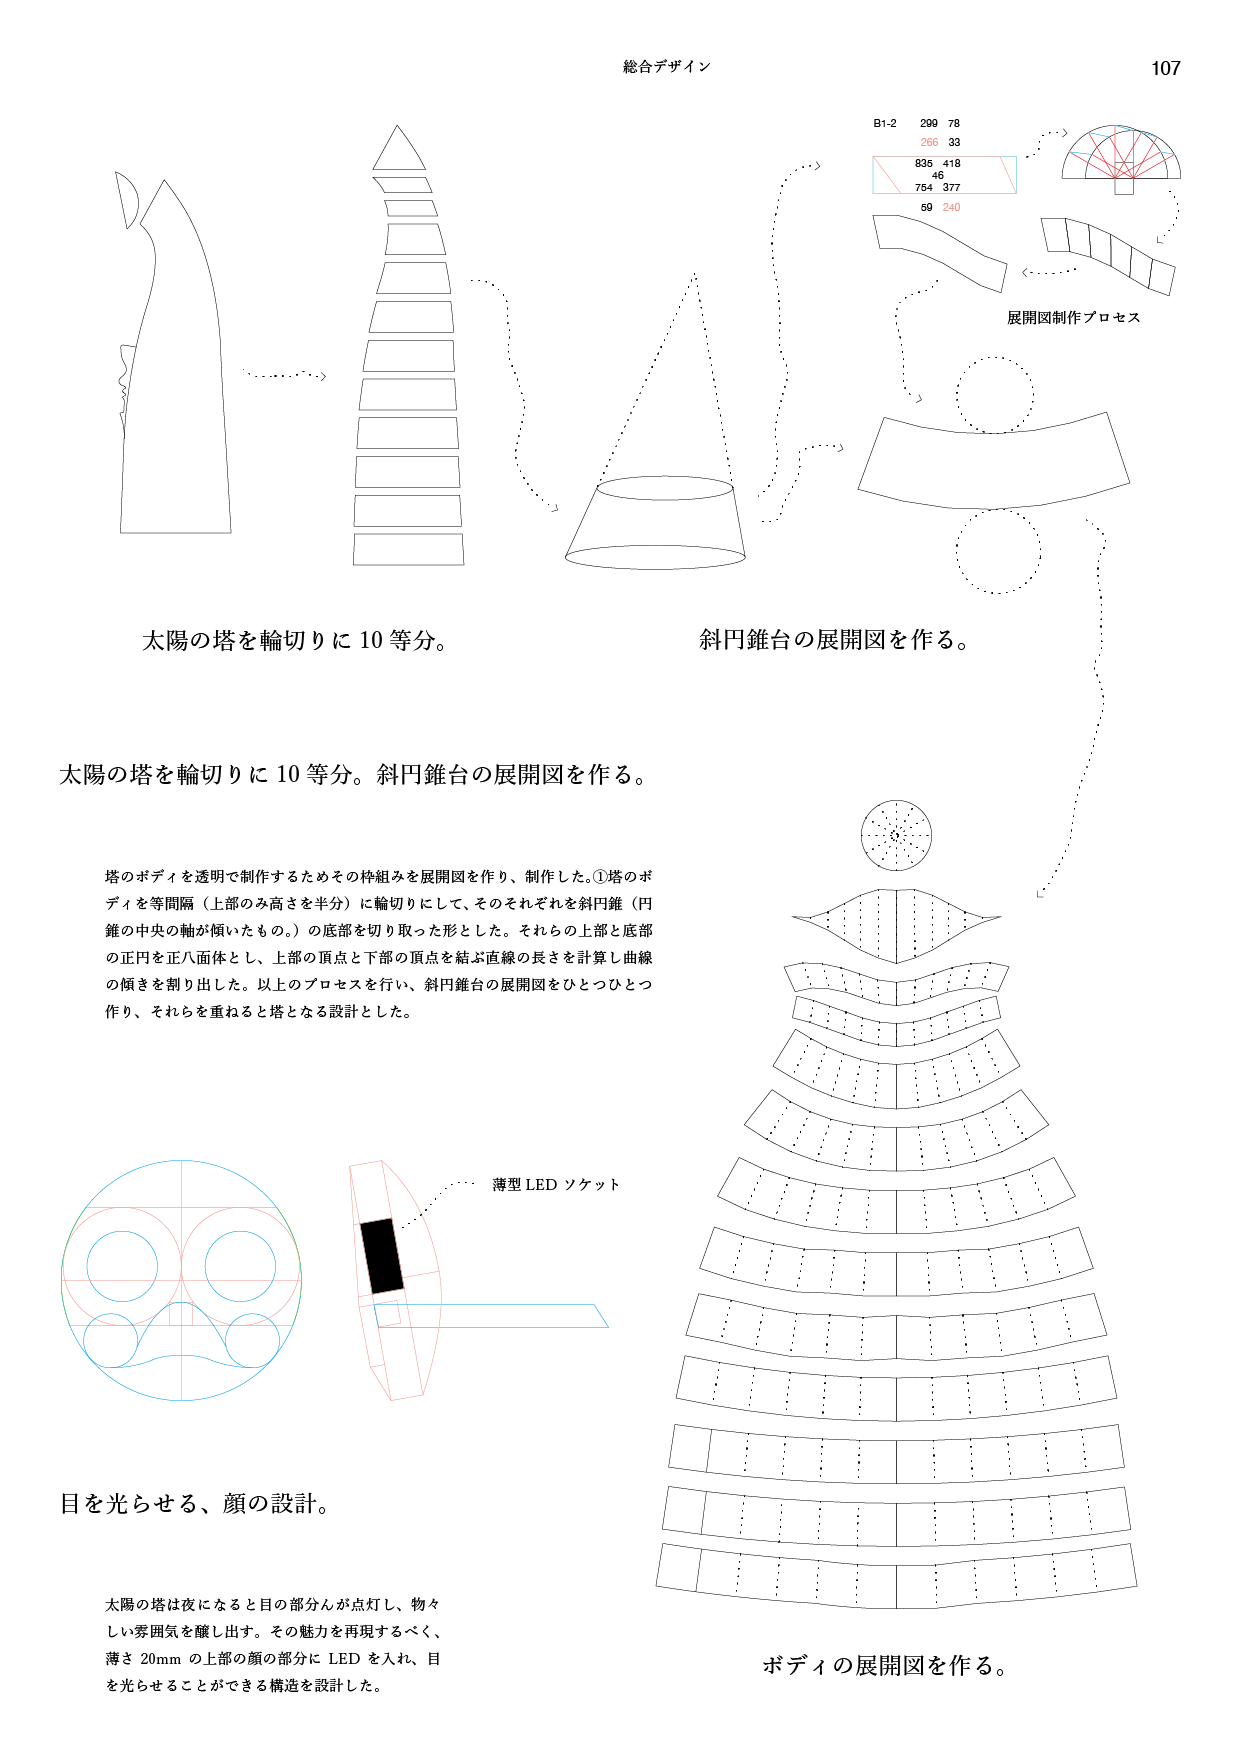 総合デザイン
107
B1-2 299 78
266 33
835 418
46
754 377
59 240
展開図制作プロセス
太陽の塔を輪切りに 10 等分。
斜円錐台の展開図を作る。
太陽の塔を輪切りに 10 等分。斜円錐台の展開図を作る。
塔のボディを透明で制作するためその枠組みを展開図を作り、制作した。①塔のボ
ディを等間隔（上部のみ高さを半分）に輪切りにして、そのそれぞれを斜円錐（円
錐の中央の軸が傾いたもの。）の底部を切り取った形とした。それらの上部と底部
の正円を正八面体とし、上部の頂点と下部の頂点を結ぶ直線の長さを計算し曲線
の傾きを割り出した。以上のプロセスを行い、斜円錐台の展開図をひとつひとつ
作り、それらを重ねると塔となる設計とした。
薄型 LED ソケット
目を光らせる、顔の設計。
太陽の塔は夜になると目の部分んが点灯し、物々
しい雰囲気を醸し出す。その魅力を再現するべく、
薄さ 20mm の上部の顔の部分に LED を入れ、目
を光らせることができる構造を設計した。
ボディの展開図を作る。